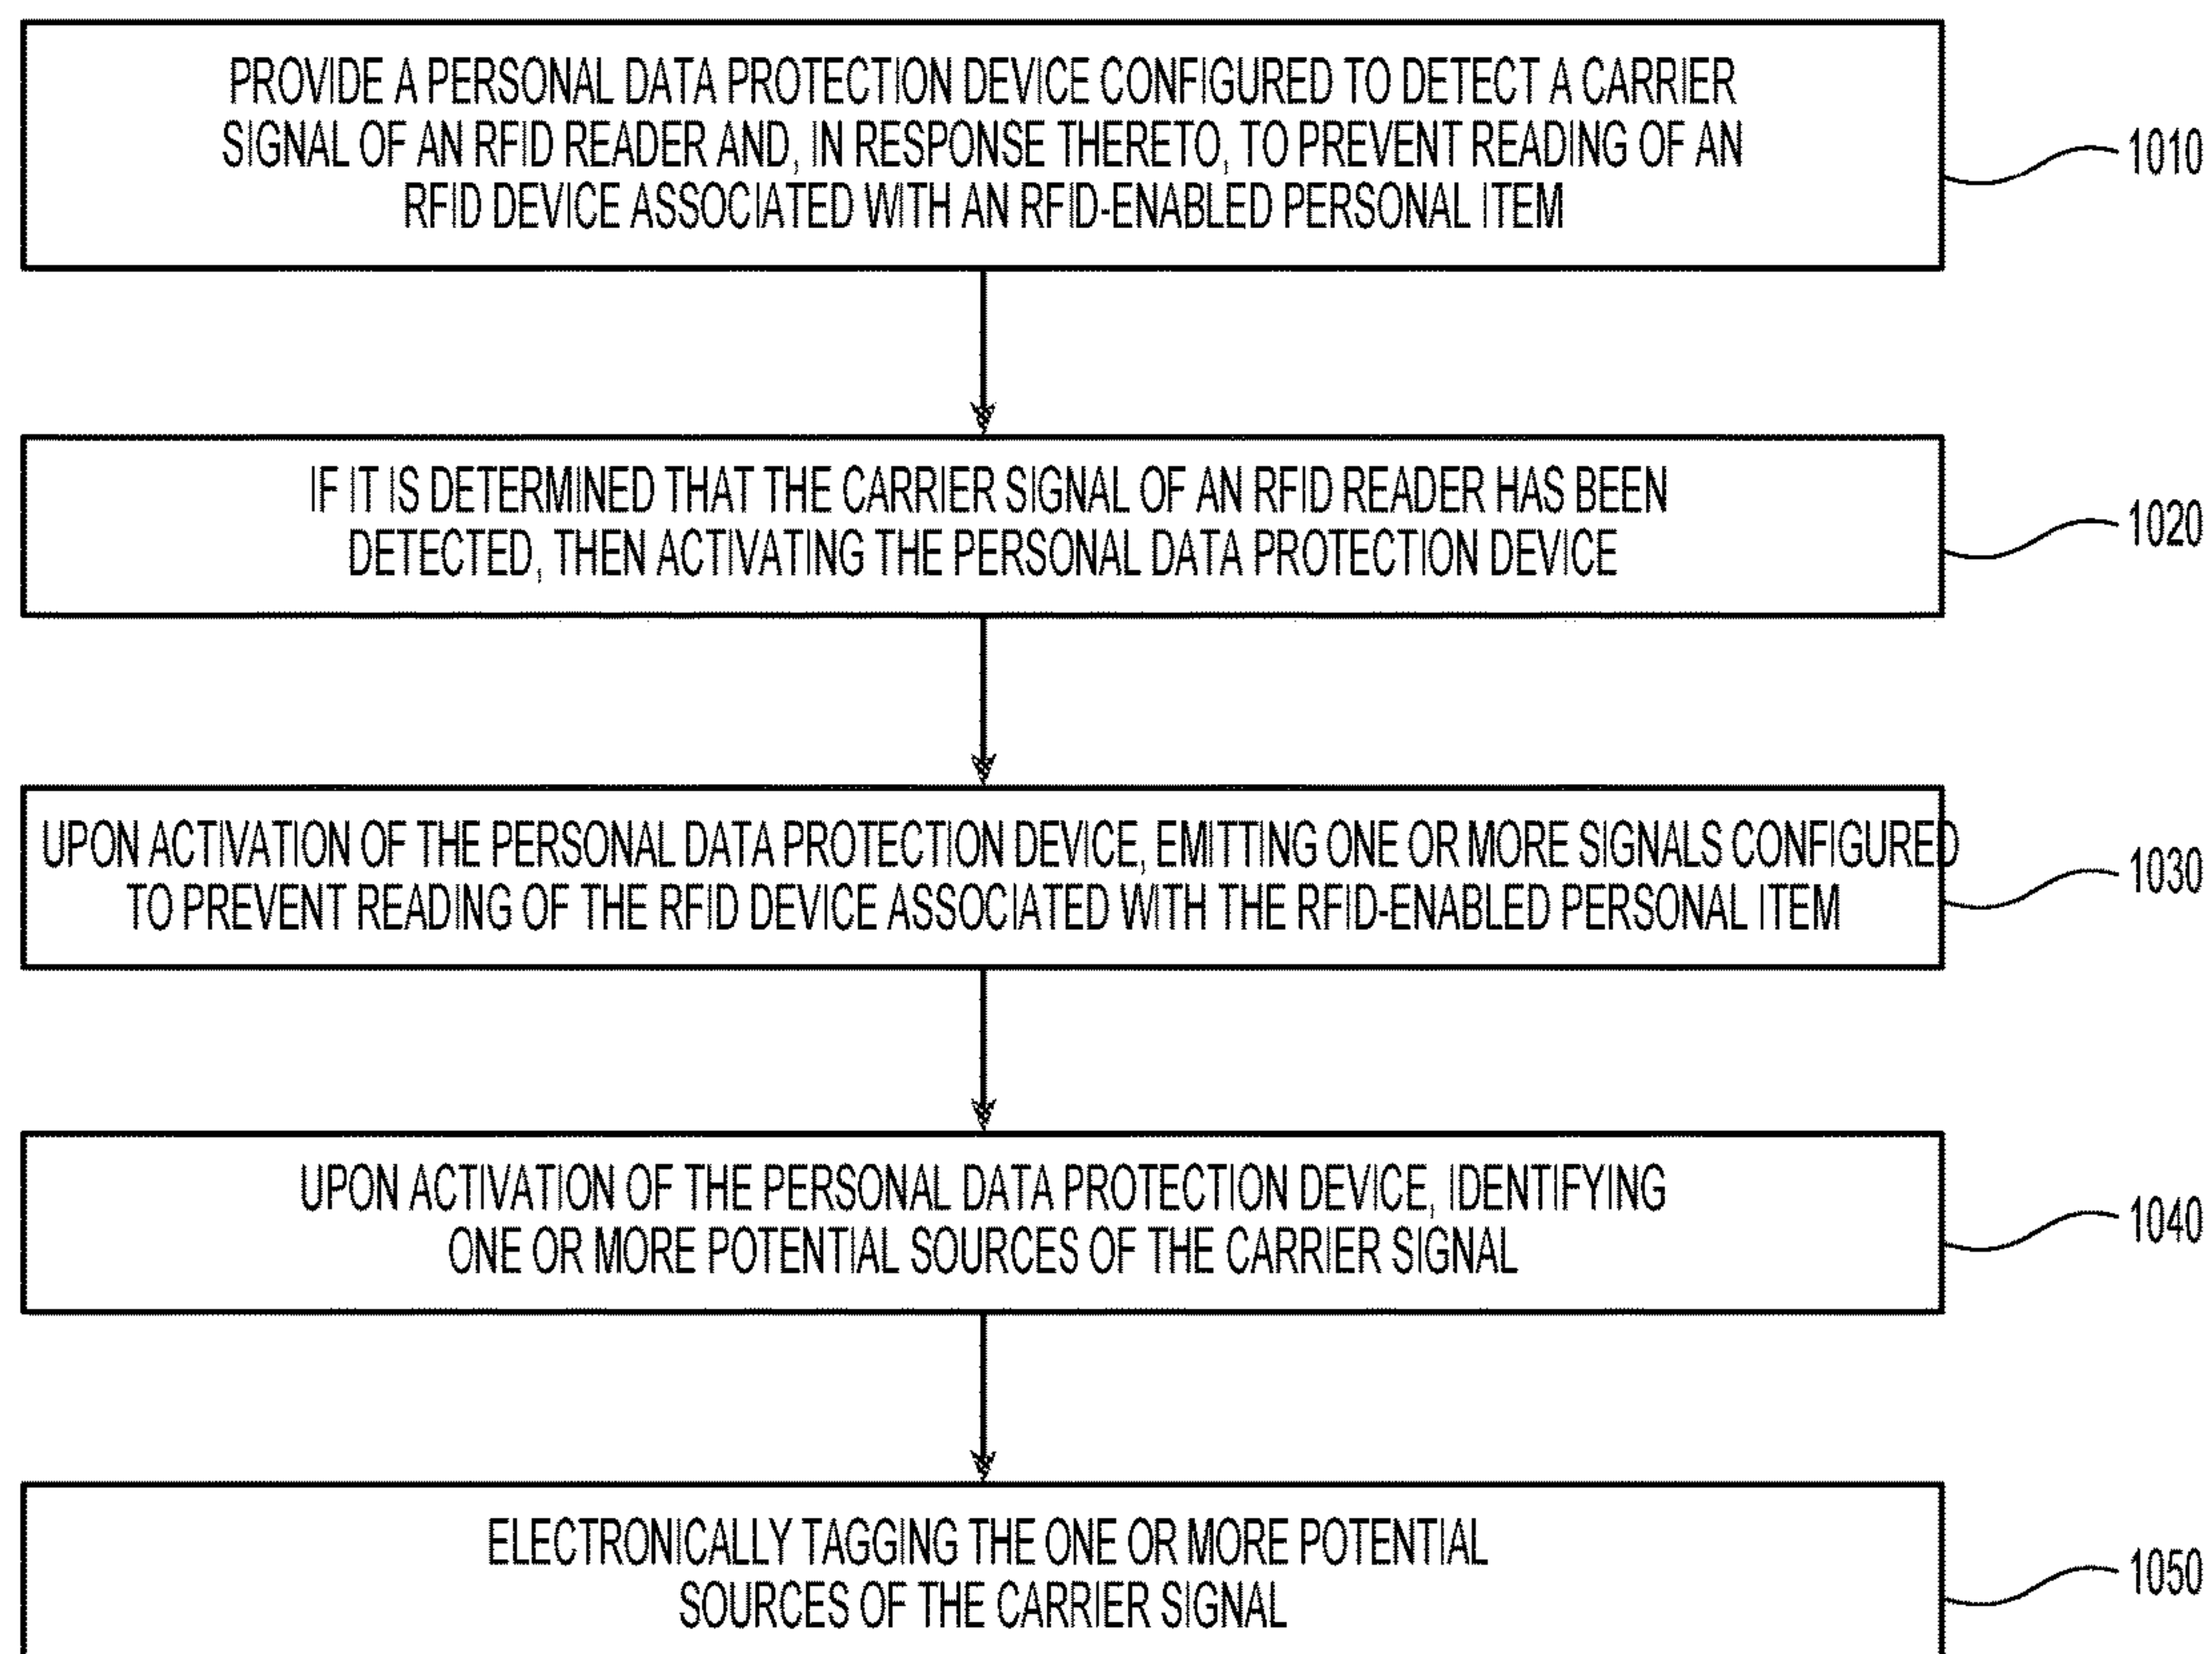 PROVIDE A PERSONAL DATA PROTECTION DEVICE CONFIGURED TO DETECT A CARRIER
SIGNAL OF AN RFID READER AND, IN RESPONSE THERETO, TO PREVENT READING OF AN
RFID DEVICE ASSOCIATED WITH AN RFID-ENABLED PERSONAL ITEM
1010
IF IT IS DETERMINED THAT THE CARRIER SIGNAL OF AN RFID READER HAS BEEN
DETECTED, THEN ACTIVATING THE PERSONAL DATA PROTECTION DEVICE
1020
UPON ACTIVATION OF THE PERSONAL DATA PROTECTION DEVICE, EMITTING ONE OR MORE SIGNALS CONFIGURED
TO PREVENT READING OF THE RFID DEVICE ASSOCIATED WITH THE RFID-ENABLED PERSONAL ITEM
1030
UPON ACTIVATION OF THE PERSONAL DATA PROTECTION DEVICE, IDENTIFYING
ONE OR MORE POTENTIAL SOURCES OF THE CARRIER SIGNAL
1040
ELECTRONICALLY TAGGING THE ONE OR MORE POTENTIAL
SOURCES OF THE CARRIER SIGNAL
1050